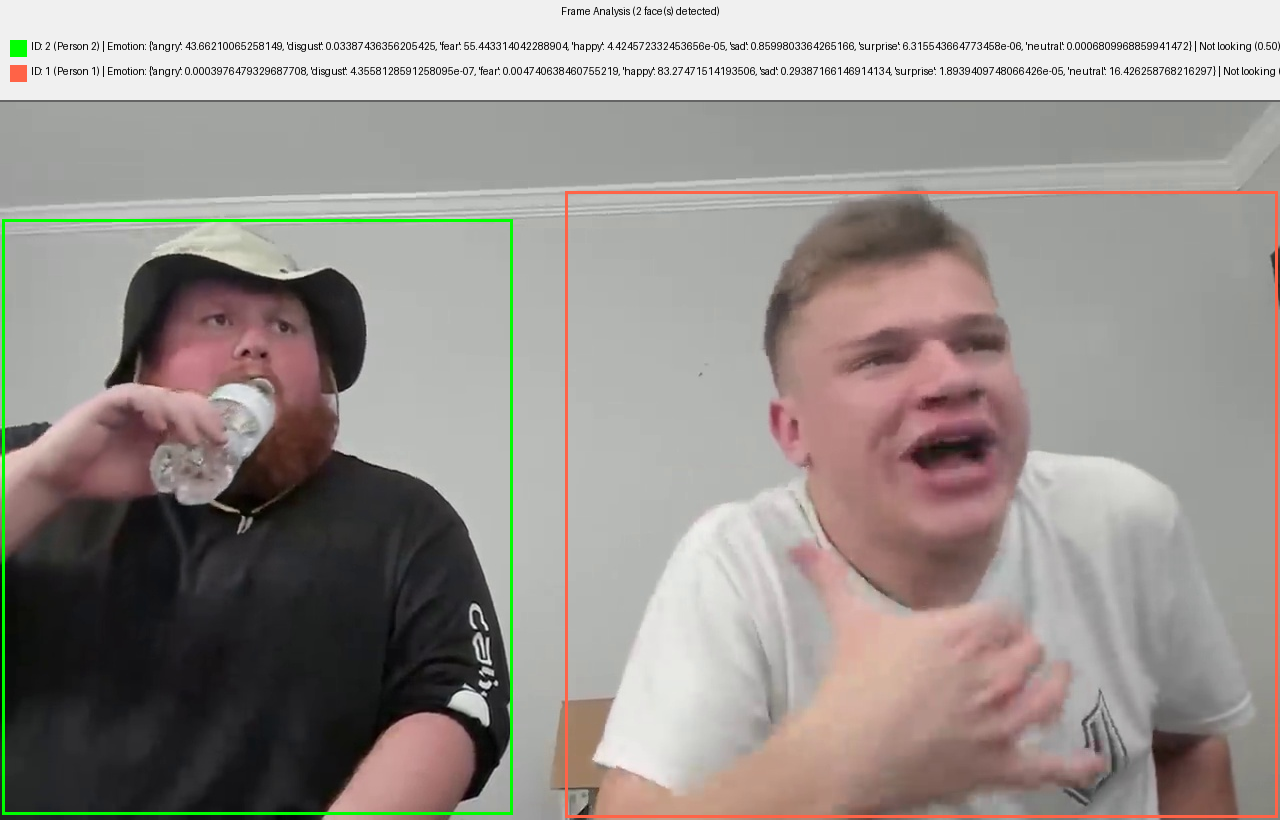 Frame Analysis (2 face(s) detected)
ID: 2 (Person 2) | Emotion: {'angry': 43.66210065258149, 'disgust': 0.03387436356205425, 'fear': 55.443314042288904, 'happy': 4.424572332453656e-05, 'sad': 0.8599803364265166, 'surprise': 6.315543664773458e-06, 'neutral': 0.0006809968859941472} | Not looking (0.50)
ID: 1 (Person 1) | Emotion: {'angry': 0.0003976479329687708, 'disgust': 4.3558128591258095e-07, 'fear': 0.004740638460755219, 'happy': 83.27471514193506, 'sad': 0.29387166146914134, 'surprise': 1.8939409748066426e-05, 'neutral': 16.426258768216297} | Not looking (